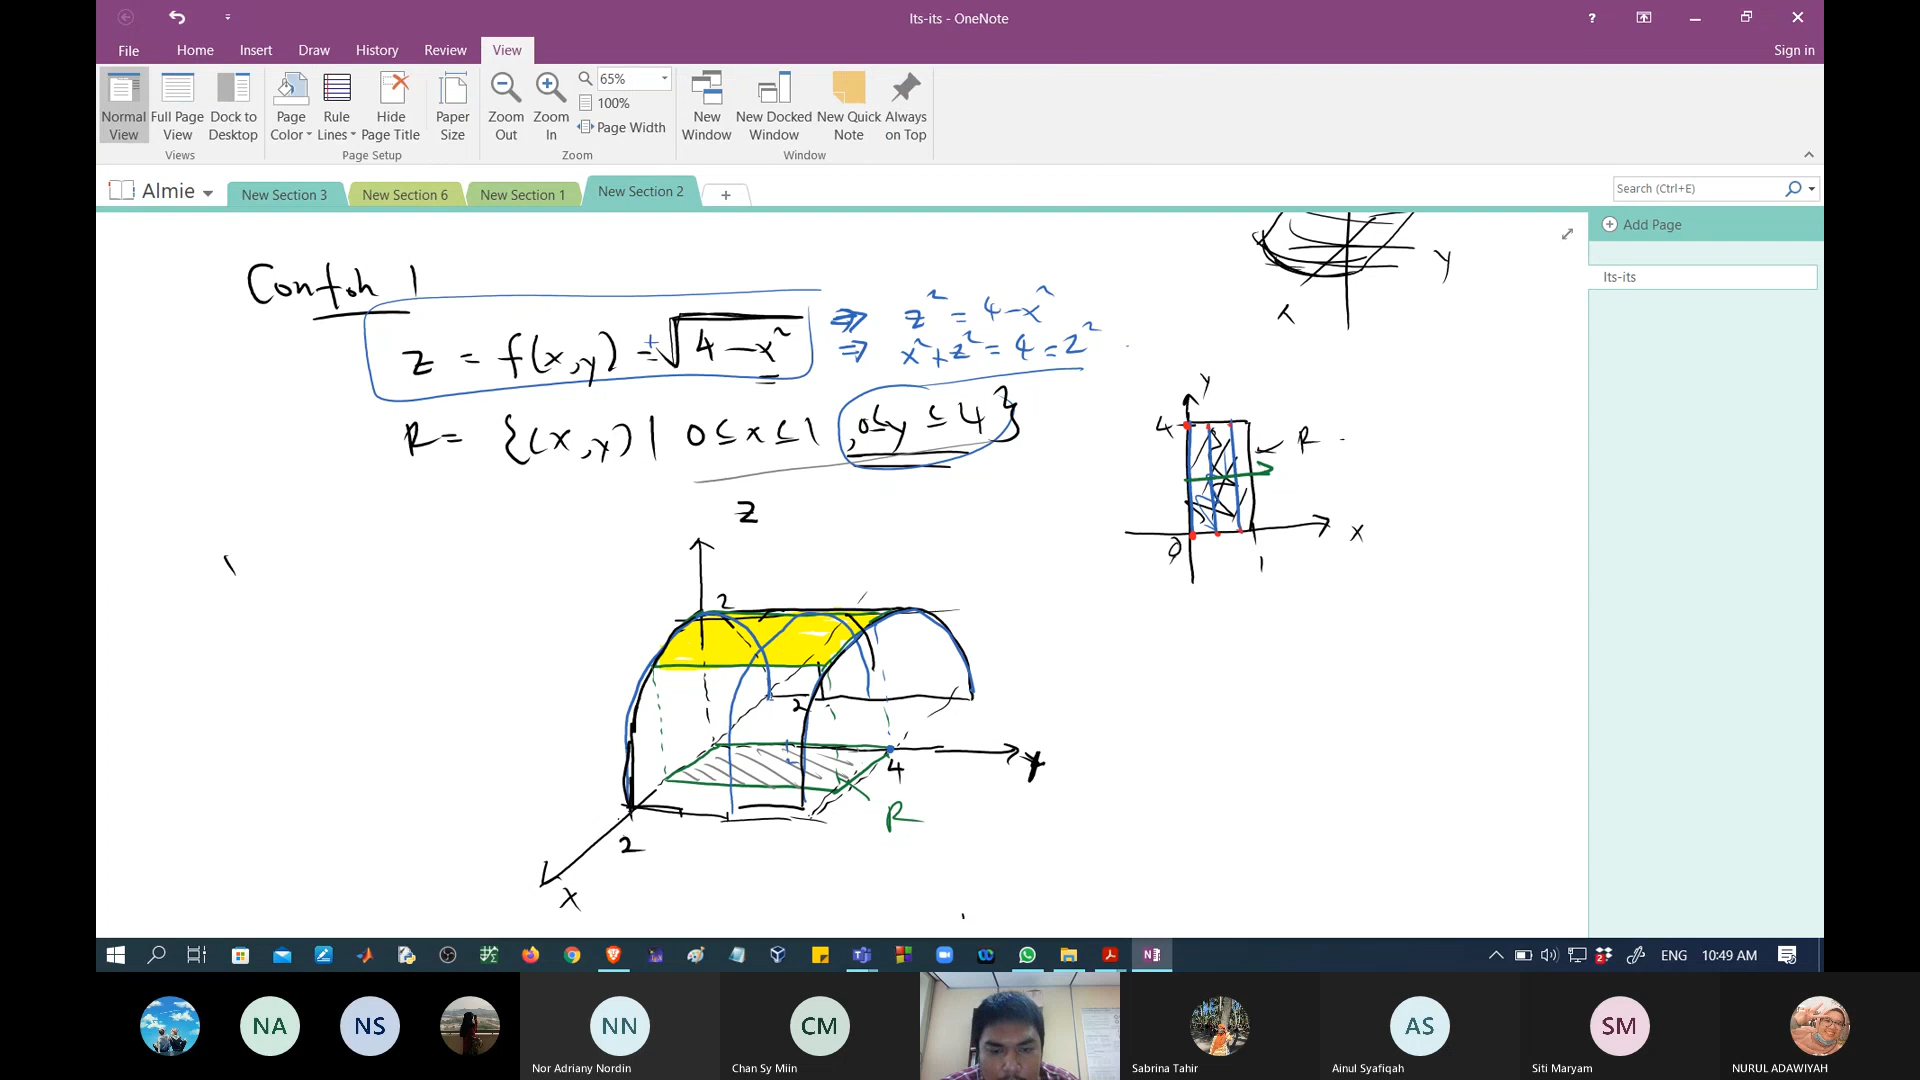 Its-its - OneNote
File Home Insert Draw History Review View Sign in
Normal View Full Page View Dock to Desktop Page Color Rule Lines Hide Page Title Paper Size Zoom Out Zoom In 65% 100% Page Width New Window New Docked Window New Quick Note Always on Top
Views Page Setup Zoom Window
Almie New Section 3 New Section 6 New Section 1 New Section 2 + Search (Ctrl+E)
Add Page
Its-its
y
x
Contoh 1
z = f(x,y) = ±√4-x²
⇒ z² = 4-x²
⇒ x²+z² = 4 = 2²
R = {(x,y) | 0≤x≤1, 0≤y≤4}
y
4
R
0
1
x
z
2
2
4
y
R
2
x
ENG 10:49 AM
NA NS NN CM AS SM
Nor Adriany Nordin Chan Sy Miin Sabrina Tahir Ainul Syafiqah Siti Maryam NURUL ADAWIYAH